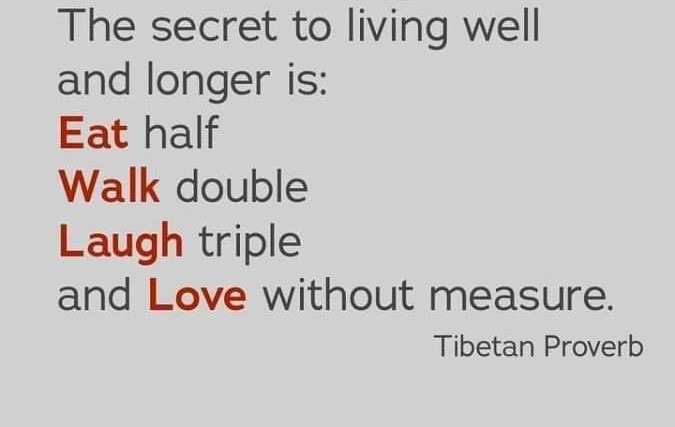 The secret to living well
and longer is:
Eat half
Walk double
Laugh triple
and Love without measure.
Tibetan Proverb